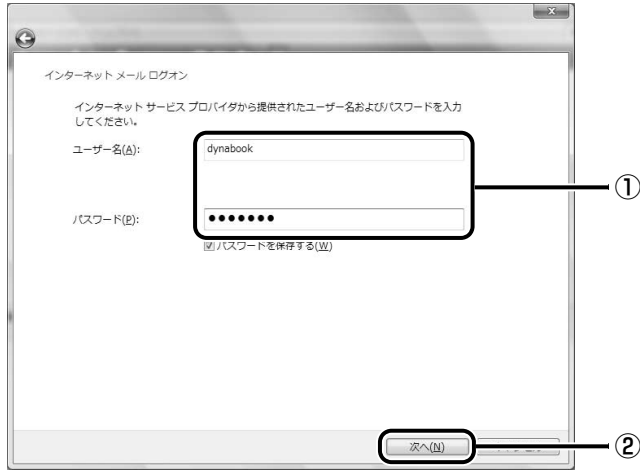 インターネット メール ログオン
インターネット サービス プロバイダから提供されたユーザー名およびパスワードを入力
してください。
ユーザー名(A):
dynabook
①
パスワード(P):
●●●●●●●
パスワードを保存する(W)
次へ(N)
②